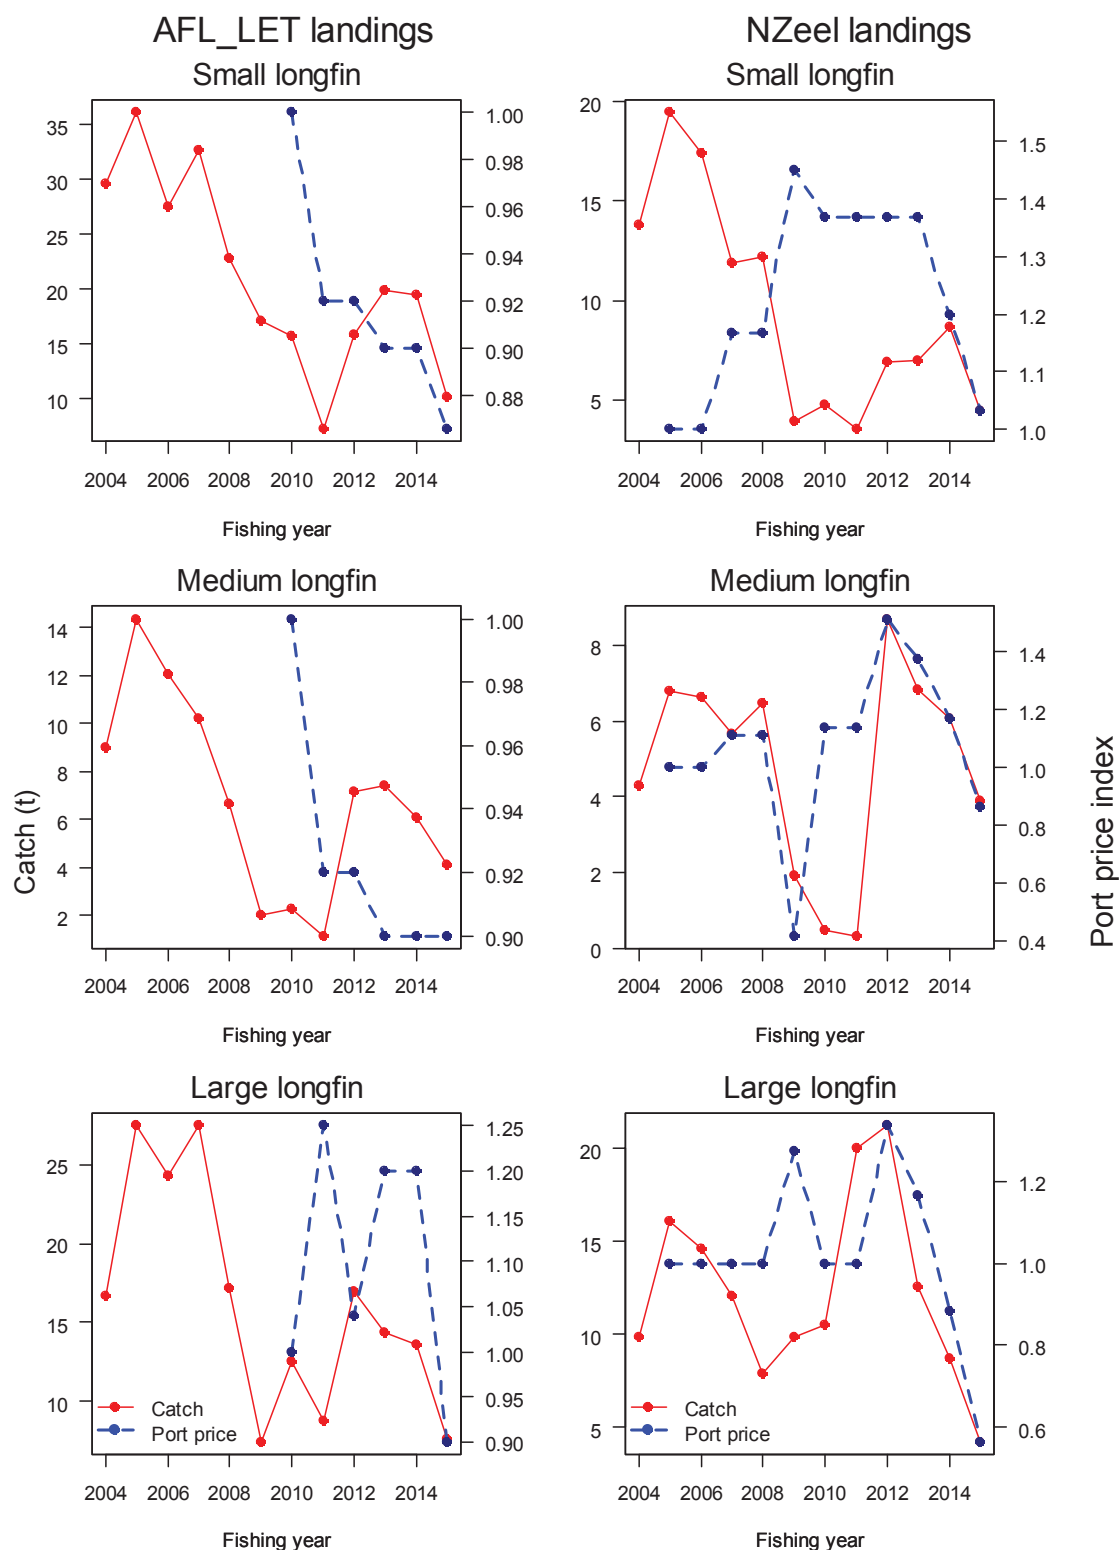 AFL_LET landings
NZeel landings
Small longfin
Small longfin
35
30
25
20
15
10
1.00
0.98
0.96
0.94
0.92
0.90
0.88
20
15
10
5
1.5
1.4
1.3
1.2
1.1
1.0
2004 2006 2008 2010 2012 2014
2004 2006 2008 2010 2012 2014
Fishing year
Fishing year
Medium longfin
Medium longfin
Catch (t)
14
12
10
8
6
4
2
1.00
0.98
0.96
0.94
0.92
0.90
8
6
4
2
0
1.4
1.2
1.0
0.8
0.6
0.4
Port price index
2004 2006 2008 2010 2012 2014
2004 2006 2008 2010 2012 2014
Fishing year
Fishing year
Large longfin
Large longfin
25
20
15
10
1.25
1.20
1.15
1.10
1.05
1.00
0.95
0.90
Catch
Port price
20
15
10
5
1.2
1.0
0.8
0.6
Catch
Port price
2004 2006 2008 2010 2012 2014
2004 2006 2008 2010 2012 2014
Fishing year
Fishing year